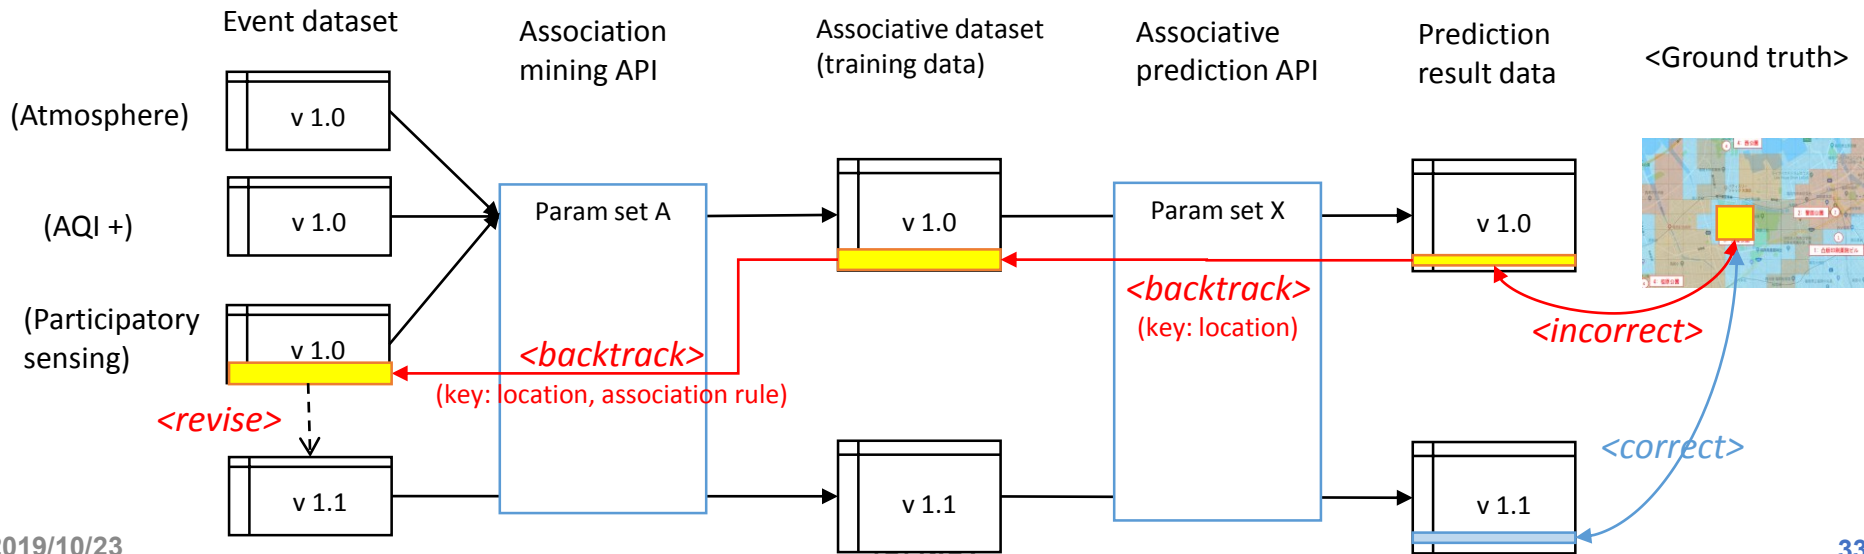 Event dataset
Association
mining API
Associative dataset
(training data)
Associative
prediction API
Prediction
result data
<Ground truth>
(Atmosphere)
v 1.0
(AQI +)
v 1.0
Param set A
v 1.0
Param set X
v 1.0
(Participatory
sensing)
v 1.0
<backtrack>
(key: location, association rule)
<backtrack>
(key: location)
<incorrect>
<revise>
<correct>
v 1.1
v 1.1
v 1.1
2019/10/23
33